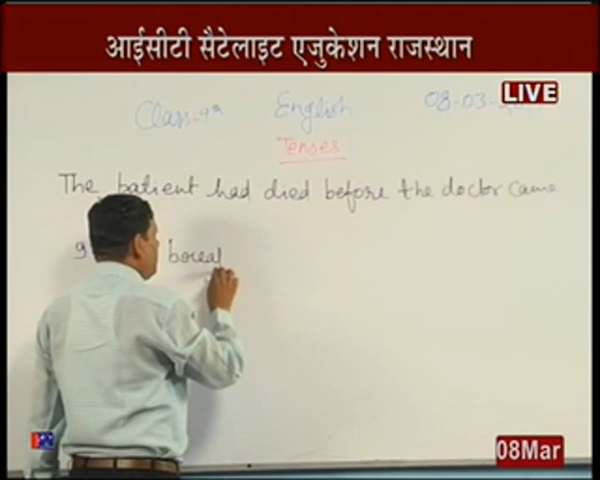 आईसीटी सैटेलाइट एजुकेशन राजस्थान
LIVE
Class-9th English 08-03-
Tenses
The patient had died before the doctor came
08Mar